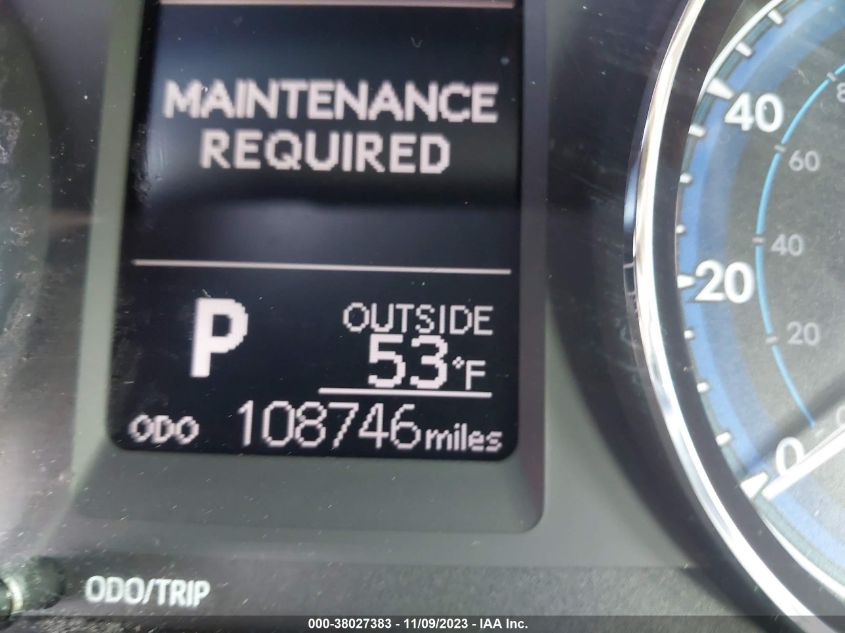 MAINTENANCE
REQUIRED
P
OUTSIDE
53°F
ODO 108746 miles
ODO/TRIP
40
20
0
60
40
20
000-38027383 - 11/09/2023 - IAA Inc.